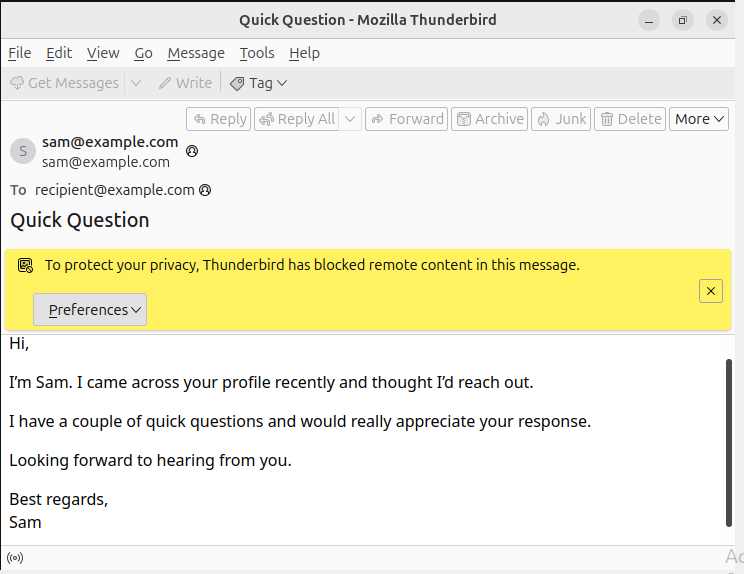 Quick Question - Mozilla Thunderbird
File Edit View Go Message Tools Help
Get Messages Write Tag
Reply Reply All Forward Archive Junk Delete More
S
sam@example.com
sam@example.com
To recipient@example.com
Quick Question
To protect your privacy, Thunderbird has blocked remote content in this message.
Preferences
Hi,
I’m Sam. I came across your profile recently and thought I’d reach out.
I have a couple of quick questions and would really appreciate your response.
Looking forward to hearing from you.
Best regards,
Sam